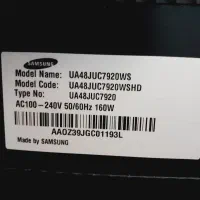 SAMSUNG
Model Name: UA48JUC7920WS
Model Code: UA48JUC7920WSHD
Type No: UA48JUC7920
AC100-240V 50/60Hz 160W
AAOZ39JGC01193L
Made by SAMSUNG